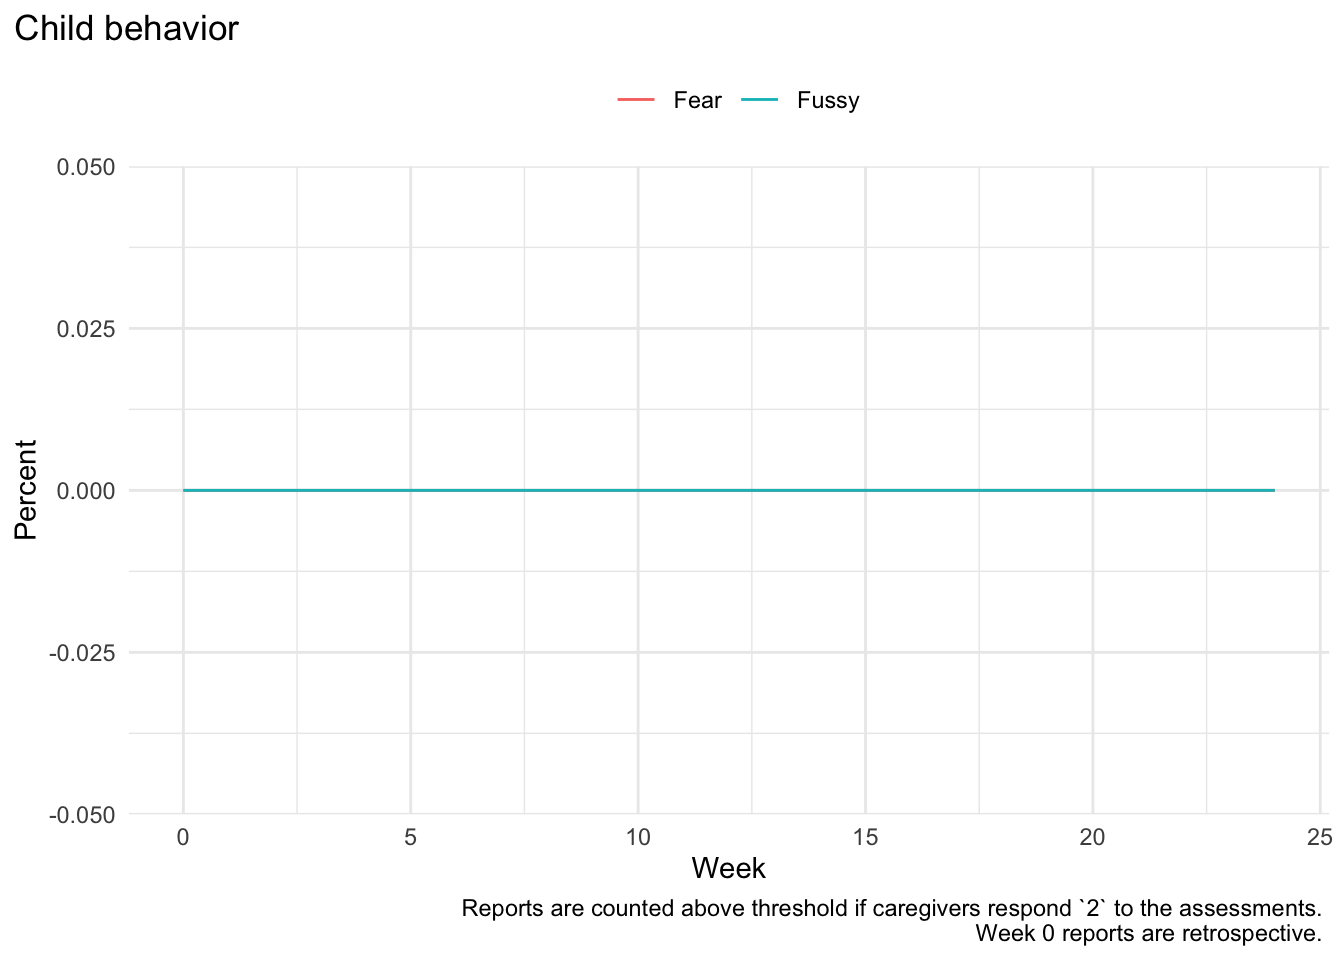 Child behavior
Fear Fussy
0.050
0.025
0.000
-0.025
-0.050
Percent
0 5 10 15 20 25
Week
Reports are counted above threshold if caregivers respond `2` to the assessments.
Week 0 reports are retrospective.